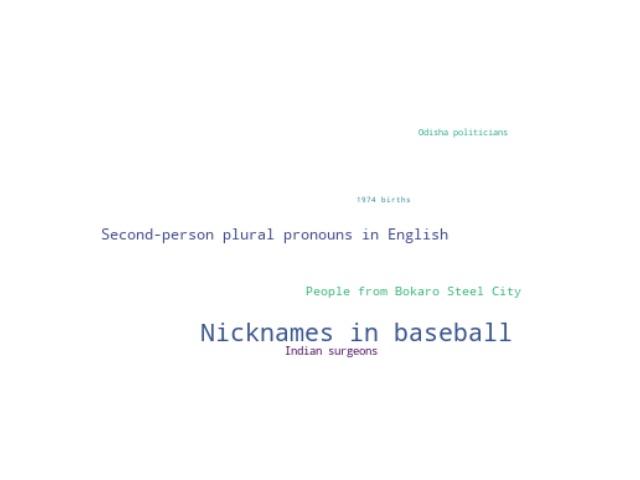 Odisha politicians
1974 births
Second-person plural pronouns in English
People from Bokaro Steel City
Nicknames in baseball
Indian surgeons